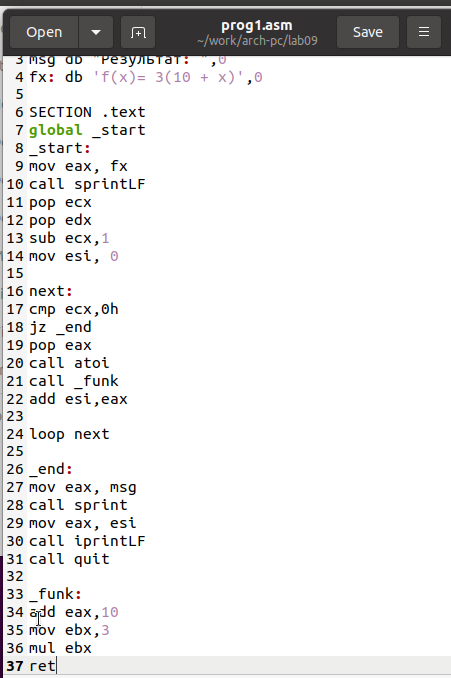 Open
prog1.asm
~/work/arch-pc/lab09
Save
3 msg db "Результат: ",0
4 fx: db 'f(x)= 3(10 + x)',0
5
6 SECTION .text
7 global _start
8 _start:
9 mov eax, fx
10 call sprintLF
11 pop ecx
12 pop edx
13 sub ecx,1
14 mov esi, 0
15
16 next:
17 cmp ecx,0h
18 jz _end
19 pop eax
20 call atoi
21 call _funk
22 add esi,eax
23
24 loop next
25
26 _end:
27 mov eax, msg
28 call sprint
29 mov eax, esi
30 call iprintLF
31 call quit
32
33 _funk:
34 add eax,10
35 mov ebx,3
36 mul ebx
37 ret